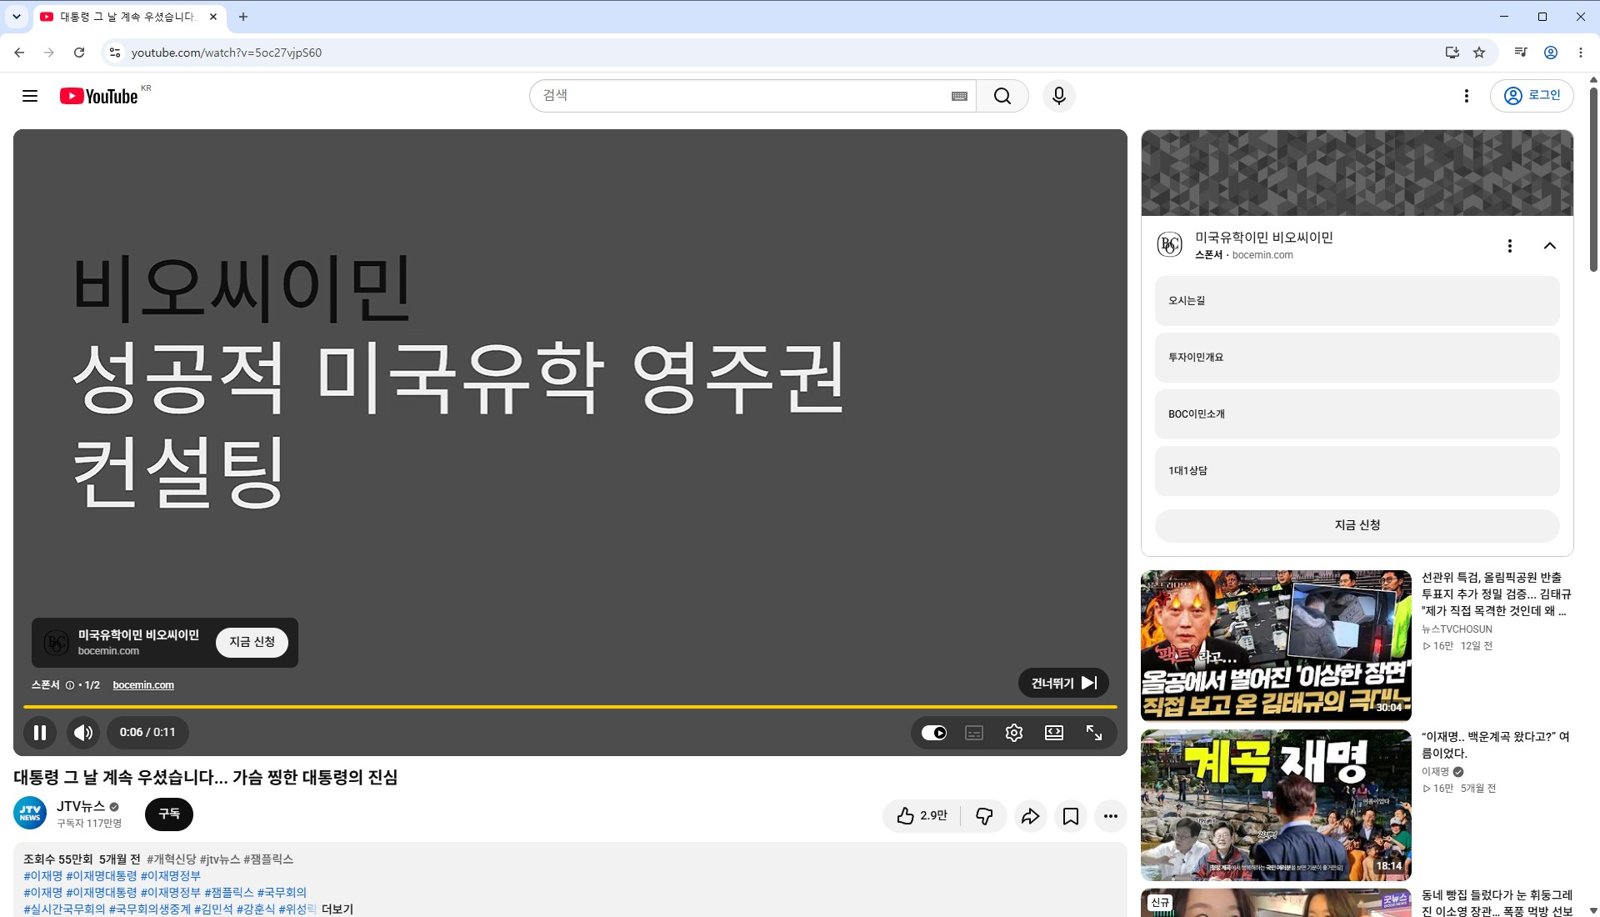 대통령 그 날 계속 우셨습니다
youtube.com/watch?v=5oc27vjpS60
YouTube KR
검색
로그인
비오씨이민
성공적 미국유학 영주권
컨설팅
미국유학이민 비오씨이민
bocemin.com
지금 신청
스폰서 • 1/2 bocemin.com
건너뛰기
0:06 / 0:11
대통령 그 날 계속 우셨습니다... 가슴 찡한 대통령의 진심
JTV NEWS
JTV뉴스
구독자 117만명
구독
2.9만
조회수 55만회 5개월 전 #개혁신당 #jtv뉴스 #잼플릭스
#이재명 #이재명대통령 #이재명정부
#이재명 #이재명대통령 #이재명정부 #잼플릭스 #국무회의
#실시간국무회의 #국무회의생중계 #김민석 #강훈식 #위성락 더보기
BOC
미국유학이민 비오씨이민
스폰서 · bocemin.com
오시는길
투자이민개요
BOC이민소개
1대1상담
지금 신청
'팩트'라고...
올공에서 벌어진 '이상한 장면'
직접 보고 온 김태규의 극대노
30:04
선관위 특검, 올림픽공원 반출
투표지 추가 정밀 검증... 김태규
"제가 직접 목격한 것인데 왜 ...
뉴스TVCHOSUN
16만 12일 전
계곡 재명
18:14
“이재명.. 백운계곡 왔다고?” 여
름이었다.
이재명
16만 5개월 전
신규
굿뉴스
동네 빵집 들렀다가 눈 휘둥그레
진 이소영 장관... 폭풍 먹방 선보